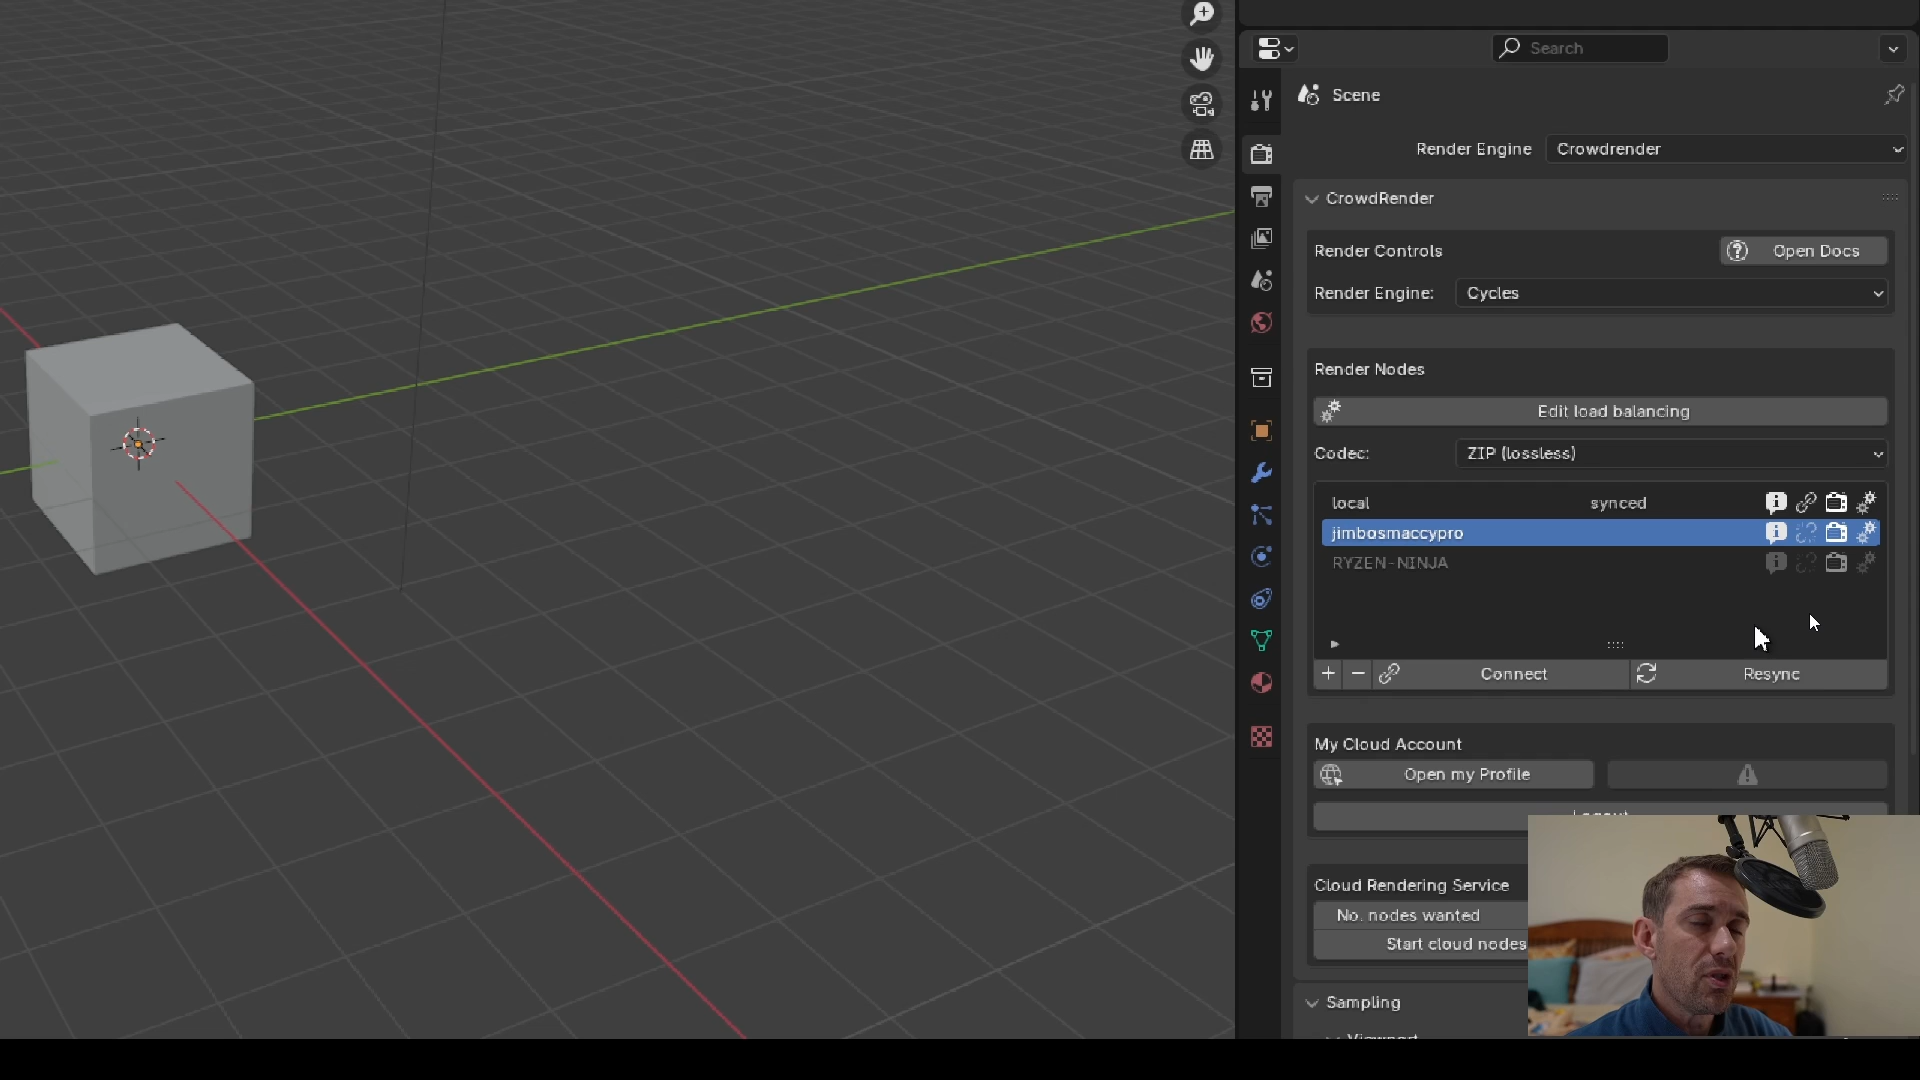 Search
Scene
Render Engine Crowdrender
CrowdRender
Render Controls Open Docs
Render Engine: Cycles
Render Nodes
Edit load balancing
Codec: ZIP (lossless)
local synced
jimbosmaccypro
RYZEN-NINJA
Connect Resync
My Cloud Account
Open my Profile
Logout
Cloud Rendering Service
No. nodes wanted
Start cloud nodes
Sampling
Viewport